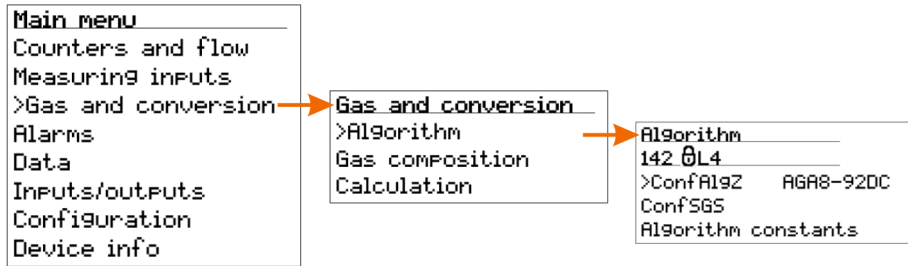 Main menu
Counters and flow
Measuring inputs
>Gas and conversion
Alarms
Data
Inputs/outputs
Configuration
Device info
Gas and conversion
>Algorithm
Gas composition
Calculation
Algorithm
142 L4
>ConfAlgZ AGA8-92DC
ConfSGS
Algorithm constants